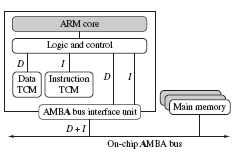 ARM core
Logic and control
D
I
D
I
Data
TCM
Instruction
TCM
AMBA bus interface unit
Main memory
D + I
On-chip AMBA bus